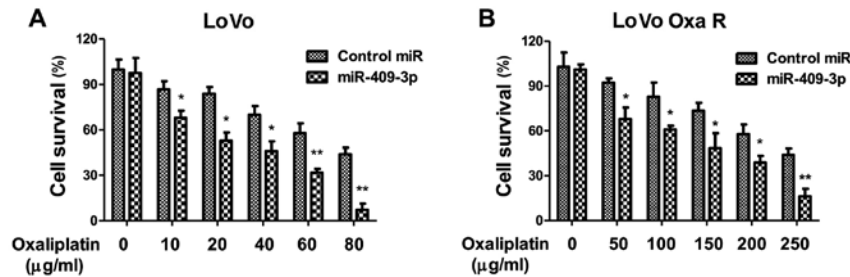 A
LoVo
Cell survival (%)
120
90
60
30
0
Control miR
miR-409-3p
*
*
*
**
**
Oxaliplatin 0 10 20 40 60 80
(μg/ml)
B
LoVo Oxa R
Cell survival (%)
120
90
60
30
0
Control miR
miR-409-3p
*
*
*
*
**
Oxaliplatin 0 50 100 150 200 250
(μg/ml)